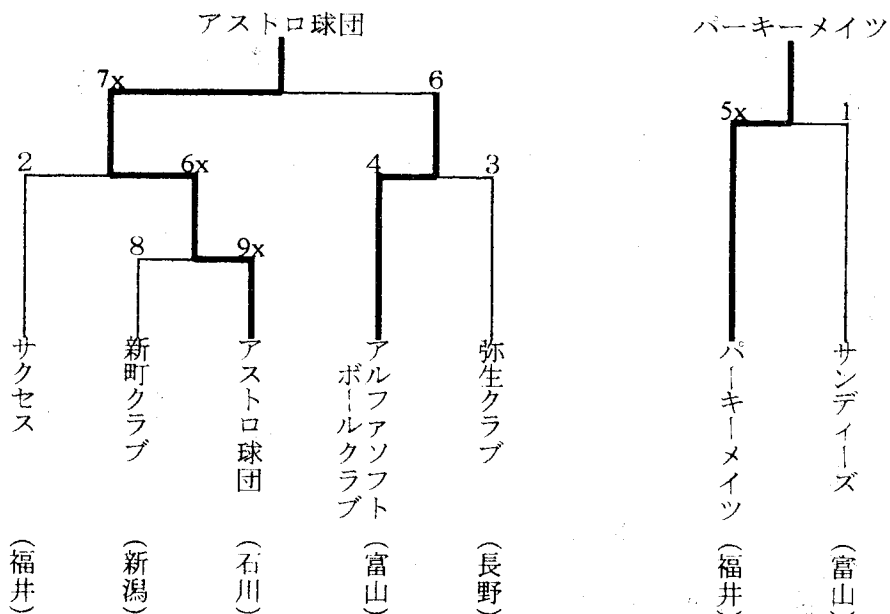 アストロ球団
パーキーメイツ
7x
6
5x
1
2
6x
4
3
8
9x
サクセス
(福井)
新町クラブ
(新潟)
アストロ球団
(石川)
アルファソフト
ボールクラブ
(富山)
弥生クラブ
(長野)
パーキーメイツ
(福井)
サンディーズ
(富山)